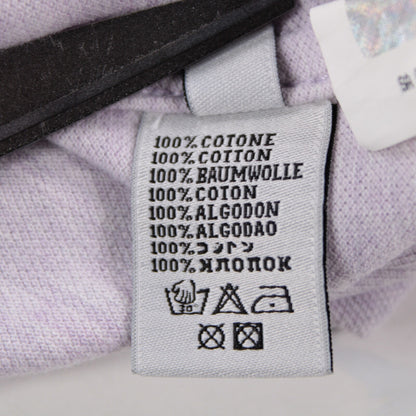 100% COTONE
100% COTTON
100% BAUMWOLLE
100% COTON
100% ALGODON
100% ALGODAO
100%
100% ХЛОПОК